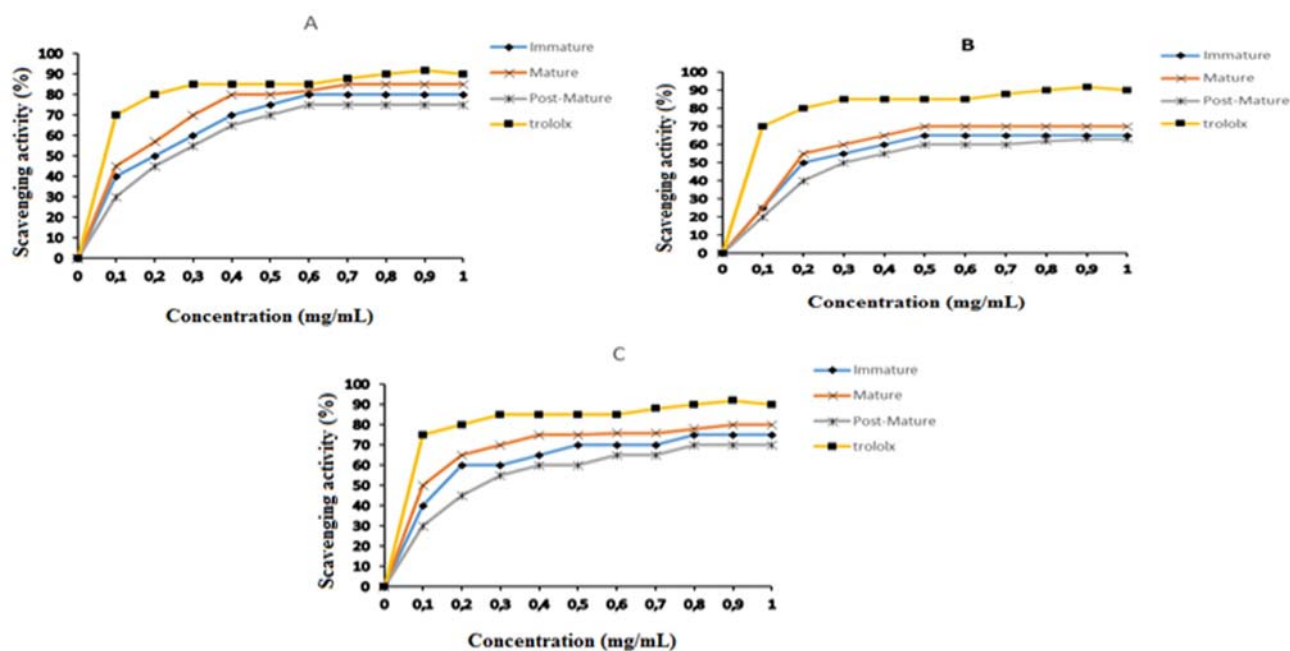 A
Scavenging activity (%)
100
90
80
70
60
50
40
30
20
10
0
0 0,1 0,2 0,3 0,4 0,5 0,6 0,7 0,8 0,9 1
Concentration (mg/mL)
Immature
Mature
Post-Mature
trololx
B
Scavenging activity (%)
100
90
80
70
60
50
40
30
20
10
0
0 0,1 0,2 0,3 0,4 0,5 0,6 0,7 0,8 0,9 1
Concentration (mg/mL)
Immature
Mature
Post-Mature
trololx
C
Scavenging activity (%)
100
90
80
70
60
50
40
30
20
10
0
0 0,1 0,2 0,3 0,4 0,5 0,6 0,7 0,8 0,9 1
Concentration (mg/mL)
Immature
Mature
Post-Mature
trololx